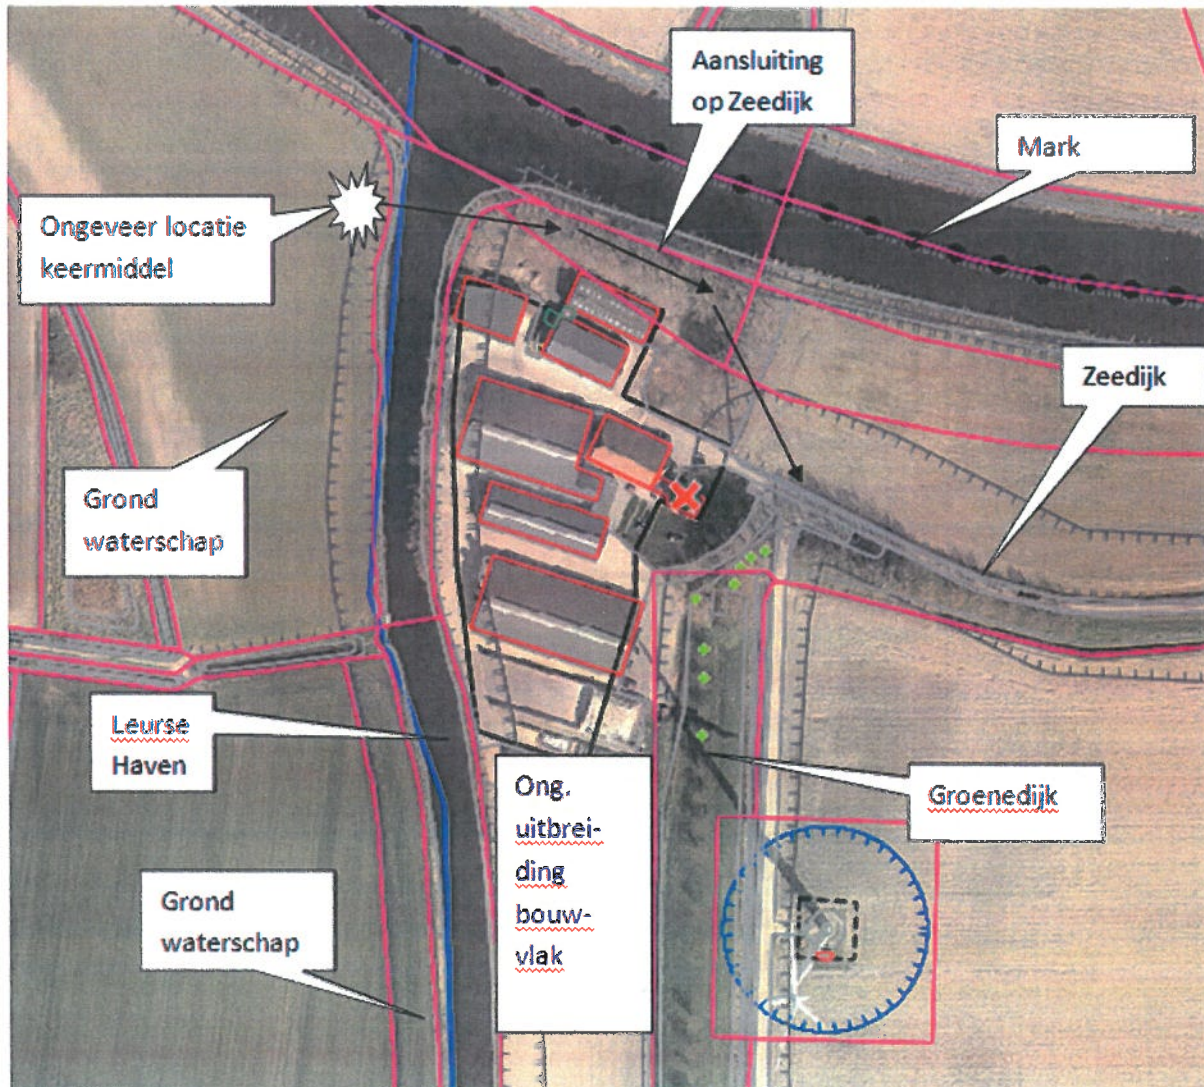 Aansluiting
op Zeedijk
Mark
Ongeveer locatie
keermiddel
Zeedijk
Grond
waterschap
Leurse
Haven
Ong.
uitbrei-
ding
bouw-
vlak
Groenedijk
Grond
waterschap